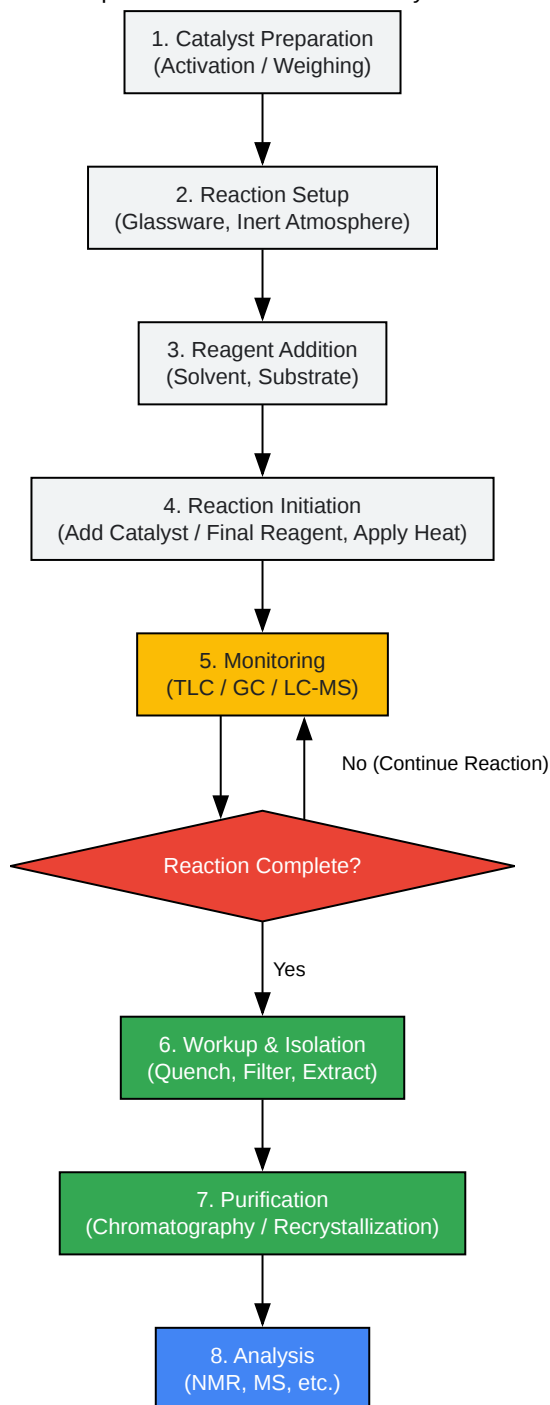 1. Catalyst Preparation
(Activation / Weighing)
2. Reaction Setup
(Glassware, Inert Atmosphere)
3. Reagent Addition
(Solvent, Substrate)
4. Reaction Initiation
(Add Catalyst / Final Reagent, Apply Heat)
5. Monitoring
(TLC / GC / LC-MS)
No (Continue Reaction)
Reaction Complete?
Yes
6. Workup & Isolation
(Quench, Filter, Extract)
7. Purification
(Chromatography / Recrystallization)
8. Analysis
(NMR, MS, etc.)